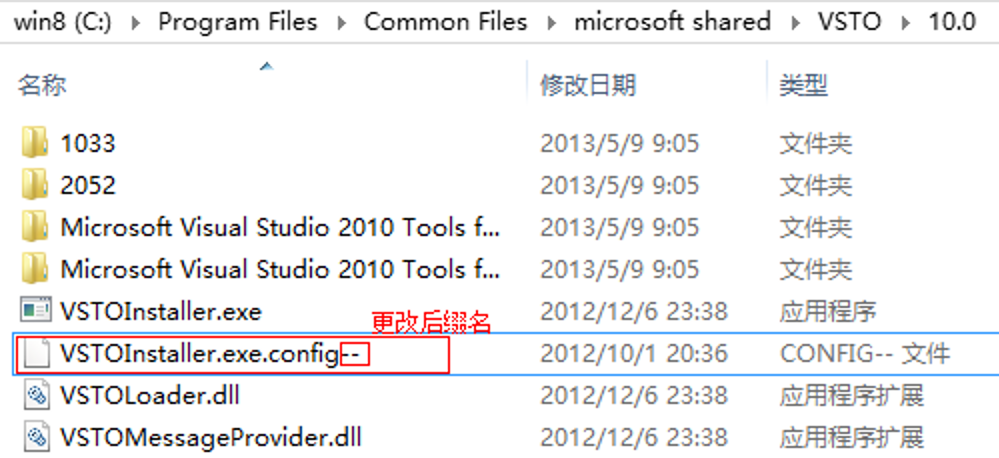 win8 (C:) Program Files Common Files microsoft shared VSTO 10.0
名称 修改日期 类型
1033 2013/5/9 9:05 文件夹
2052 2013/5/9 9:05 文件夹
Microsoft Visual Studio 2010 Tools f... 2013/5/9 9:05 文件夹
Microsoft Visual Studio 2010 Tools f... 2013/5/9 9:05 文件夹
VSTOInstaller.exe 2012/12/6 23:38 应用程序
更改后缀名
VSTOInstaller.exe.config-- 2012/10/1 20:36 CONFIG-- 文件
VSTOLoader.dll 2012/12/6 23:38 应用程序扩展
VSTOMessageProvider.dll 2012/12/6 23:38 应用程序扩展